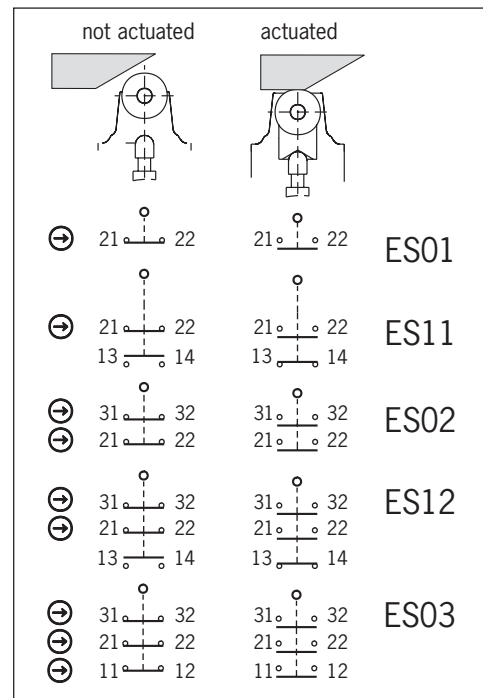 not actuated actuated
21 22 21 22 ES01
21 22 21 22 ES11
13 14 13 14
31 32 31 32 ES02
21 22 21 22
31 32 31 32 ES12
21 22 21 22
13 14 13 14
31 32 31 32 ES03
21 22 21 22
11 12 11 12